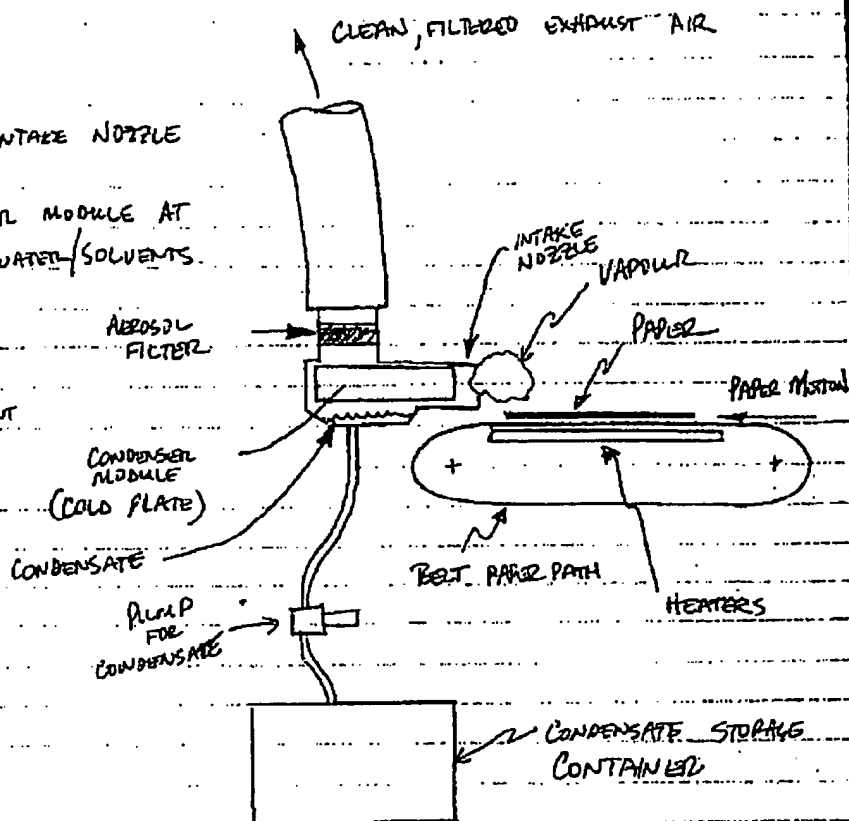 CLEAN, FILTERED EXHAUST AIR
INTAKE NOZZLE
MODULE AT
WATER/SOLVENTS
INTAKE
NOZZLE
VAPOUR
PAPER
AEROSOL
FILTER
PAPER MOTION
CONDENSER
MODULE
(COLD PLATE)
CONDENSATE
BELT PAPER PATH
HEATERS
PUMP
FOR
CONDENSATE
CONDENSATE STORAGE
CONTAINER